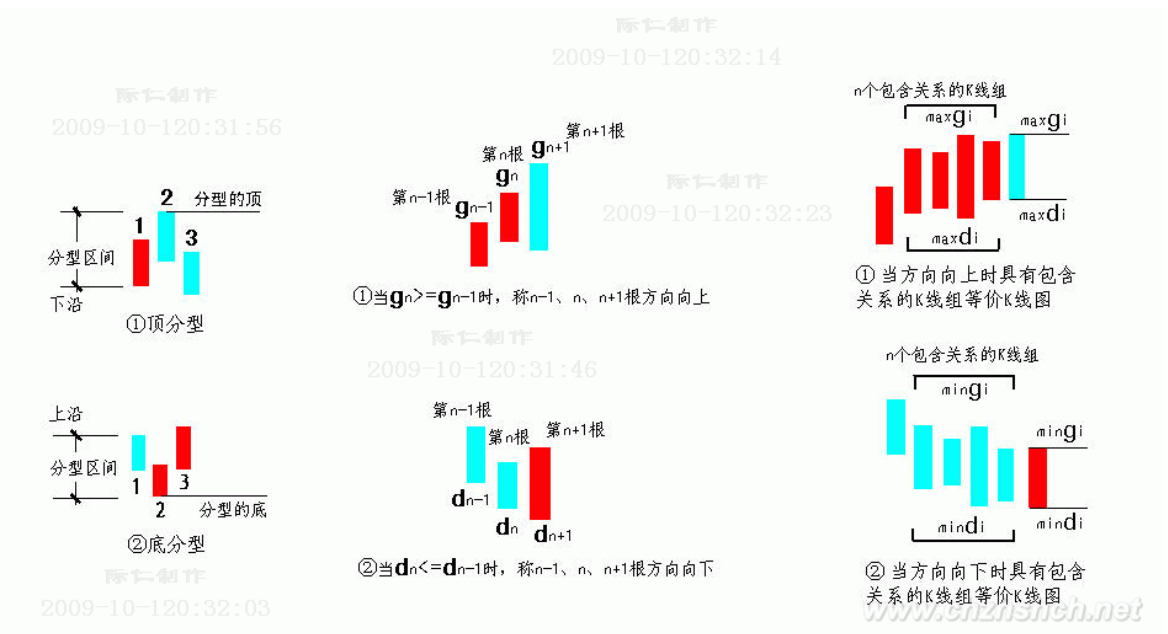 际仁制作
2009-10-120:32:14
际仁制作
2009-10-120:31:56
2
分型的顶
1
3
分型区间
下沿
①顶分型
第n+1根
第n根
gn+1
gn
第n-1根
gn-1
①当gn>=gn-1时，称n-1、n、n+1根方向向上
际仁制作
2009-10-120:32:23
n个包含关系的K线组
maxgi
maxgi
maxdi
maxdi
① 当方向向上时具有包含
关系的K线组等价K线图
际仁制作
2009-10-120:31:46
上沿
分型区间
1
3
2
分型的底
②底分型
第n-1根
第n根
第n+1根
dn-1
dn
dn+1
②当dn<=dn-1时，称n-1、n、n+1根方向向下
n个包含关系的K线组
mingi
mingi
mindi
mindi
② 当方向向下时具有包含
关系的K线组等价K线图
际仁制作
2009-10-120:32:03
www.cnzhshch.net